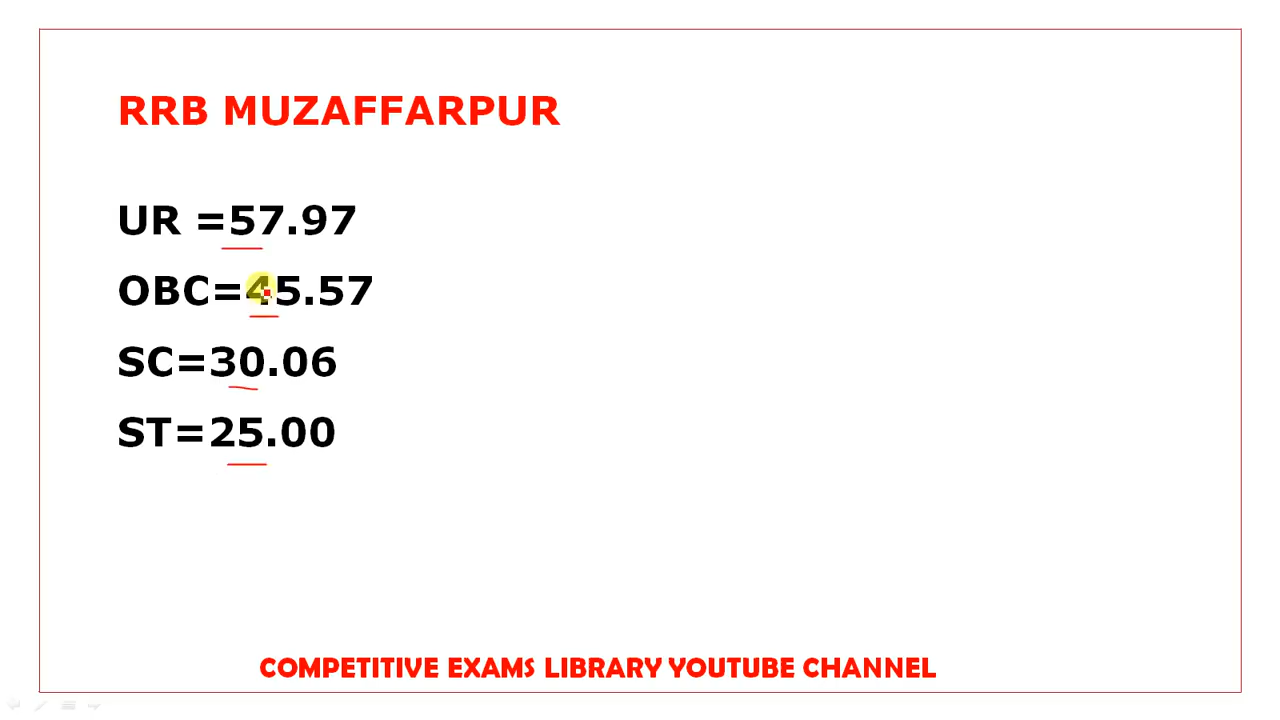 RRB MUZAFFARPUR
UR =57.97
OBC=45.57
SC=30.06
ST=25.00
COMPETITIVE EXAMS LIBRARY YOUTUBE CHANNEL